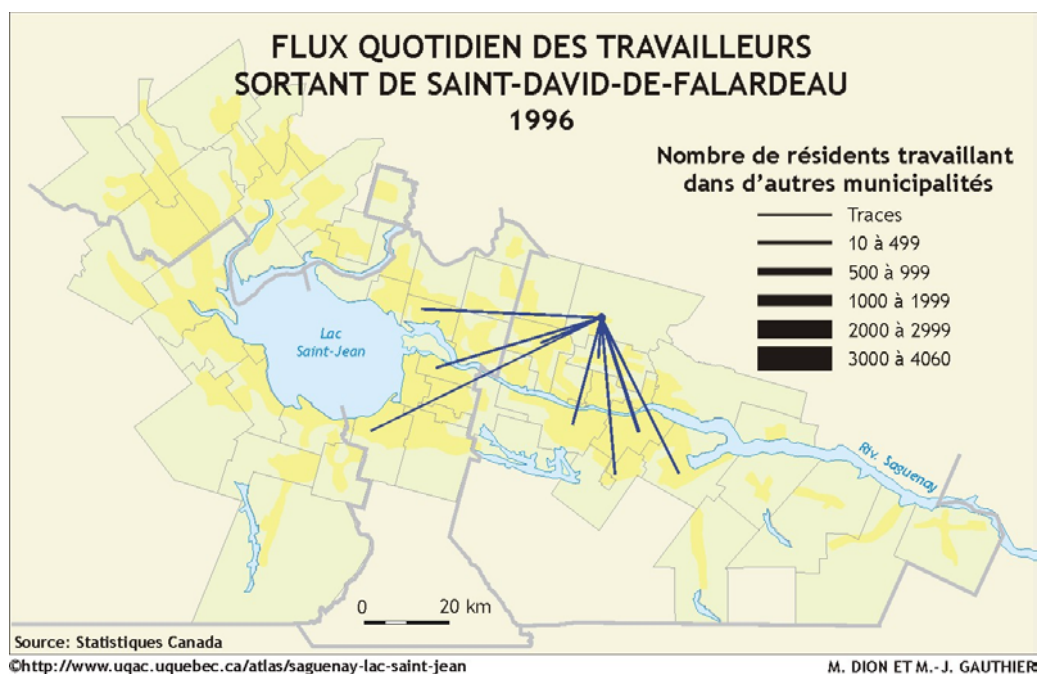 FLUX QUOTIDIEN DES TRAVAILLEURS
SORTANT DE SAINT-DAVID-DE-FALARDEAU
1996
Nombre de résidents travaillant
dans d'autres municipalités
Traces
10 à 499
500 à 999
1000 à 1999
2000 à 2999
3000 à 4060
Lac
Saint-Jean
Riv. Saguenay
0 20 km
Source: Statistiques Canada
©http://www.uqac.uquebec.ca/atlas/saguenay-lac-saint-jean
M. DION ET M.-J. GAUTHIER